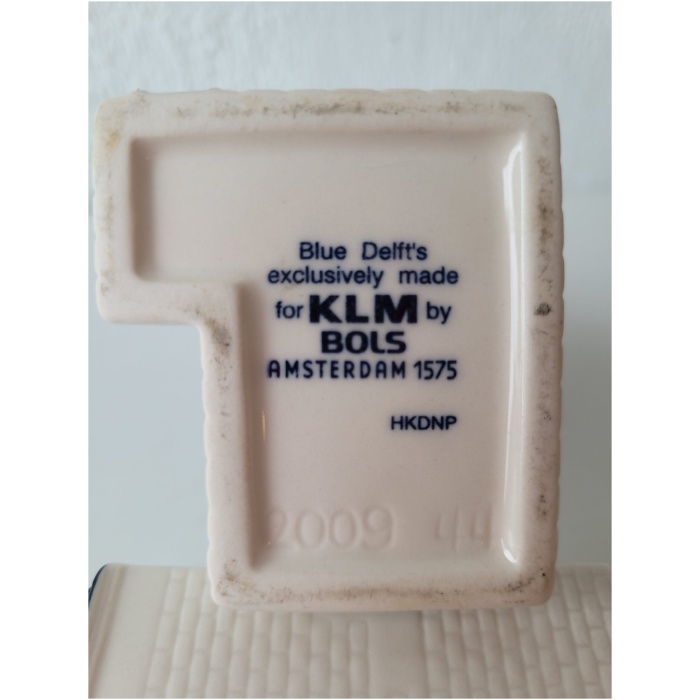 Blue Delft's
exclusively made
for KLM by
BOLS
AMSTERDAM 1575
HKDNP
2009 44